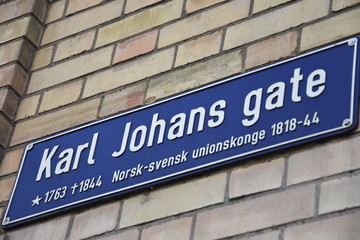 Karl Johans gate
★ 1763 ✝ 1844 Norsk-svensk unionskonge 1818-44